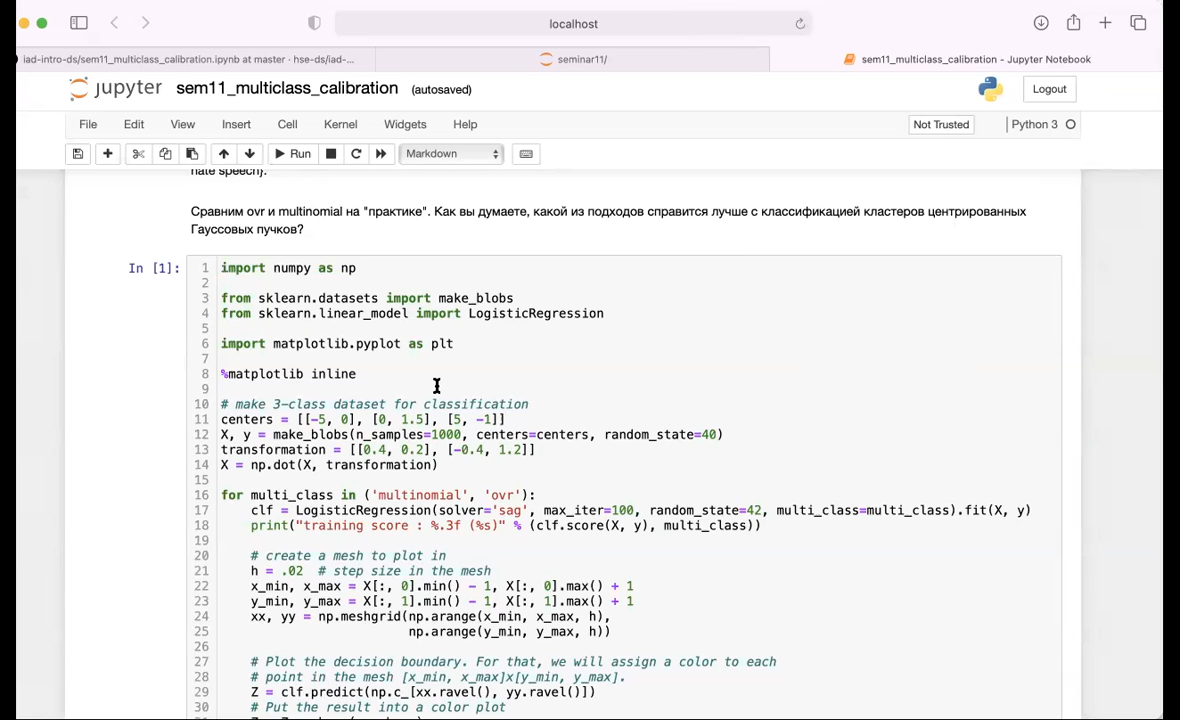 localhost
iad-intro-ds/sem11_multiclass_calibration.ipynb at master · hse-ds/iad-...
seminar11/
sem11_multiclass_calibration - Jupyter Notebook
jupyter sem11_multiclass_calibration (autosaved)
Logout
File Edit View Insert Cell Kernel Widgets Help
Not Trusted
Python 3
Run
Markdown
hate speech}.
Сравним ovr и multinomial на "практике". Как вы думаете, какой из подходов справится лучше с классификацией кластеров центрированных
Гауссовых пучков?
In [1]:
1 import numpy as np
2
3 from sklearn.datasets import make_blobs
4 from sklearn.linear_model import LogisticRegression
5
6 import matplotlib.pyplot as plt
7
8 %matplotlib inline
9
10 # make 3-class dataset for classification
11 centers = [[-5, 0], [0, 1.5], [5, -1]]
12 X, y = make_blobs(n_samples=1000, centers=centers, random_state=40)
13 transformation = [[0.4, 0.2], [-0.4, 1.2]]
14 X = np.dot(X, transformation)
15
16 for multi_class in ('multinomial', 'ovr'):
17 clf = LogisticRegression(solver='sag', max_iter=100, random_state=42, multi_class=multi_class).fit(X, y)
18 print("training score : %.3f (%s)" % (clf.score(X, y), multi_class))
19
20 # create a mesh to plot in
21 h = .02 # step size in the mesh
22 x_min, x_max = X[:, 0].min() - 1, X[:, 0].max() + 1
23 y_min, y_max = X[:, 1].min() - 1, X[:, 1].max() + 1
24 xx, yy = np.meshgrid(np.arange(x_min, x_max, h),
25 np.arange(y_min, y_max, h))
26
27 # Plot the decision boundary. For that, we will assign a color to each
28 # point in the mesh [x_min, x_max]x[y_min, y_max].
29 Z = clf.predict(np.c_[xx.ravel(), yy.ravel()])
30 # Put the result into a color plot